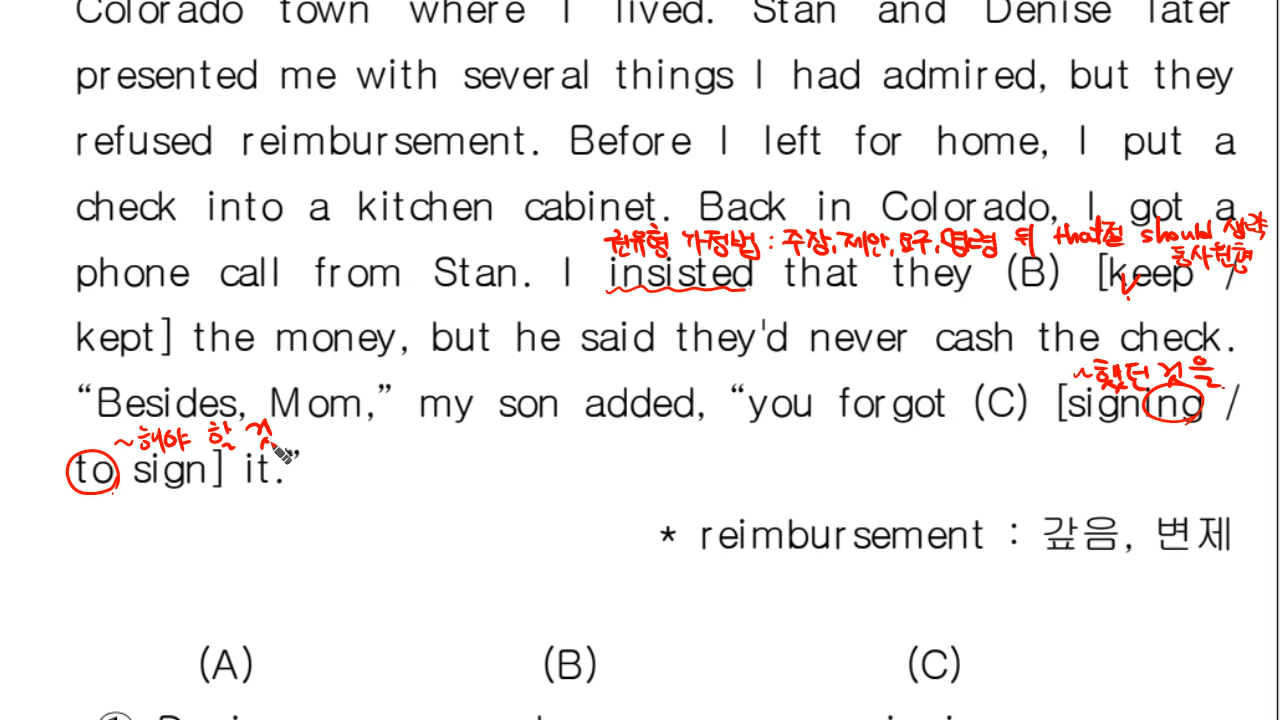 Colorado town where I lived. Stan and Denise later
presented me with several things I had admired, but they
refused reimbursement. Before I left for home, I put a
check into a kitchen cabinet. Back in Colorado, I got a
권유형 가정법 : 주장, 제안, 요구, 명령 뒤 that절 should 생략
동사원형
phone call from Stan. I insisted that they (B) [keep /
kept] the money, but he said they'd never cash the check.
~했던 것을
“Besides, Mom,” my son added, “you forgot (C) [signing /
~해야 할 것
to sign] it.”
* reimbursement : 갚음, 변제
(A) (B) (C)